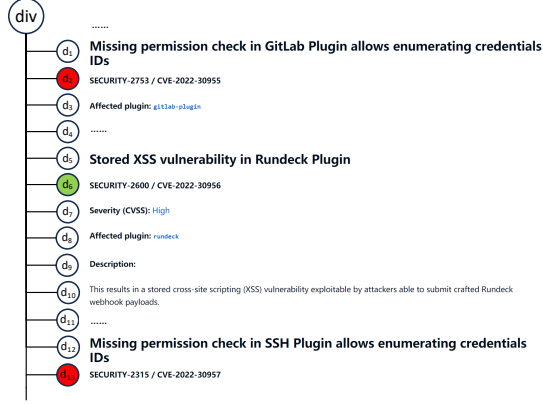 div
......
d1 Missing permission check in GitLab Plugin allows enumerating credentials
IDs
d2 SECURITY-2753 / CVE-2022-30955
d3 Affected plugin: gitlab-plugin
d4 ......
d5 Stored XSS vulnerability in Rundeck Plugin
d6 SECURITY-2600 / CVE-2022-30956
d7 Severity (CVSS): High
d8 Affected plugin: rundeck
d9 Description:
d10 This results in a stored cross-site scripting (XSS) vulnerability exploitable by attackers able to submit crafted Rundeck
webhook payloads.
d11 ......
d12 Missing permission check in SSH Plugin allows enumerating credentials
IDs
d13 SECURITY-2315 / CVE-2022-30957